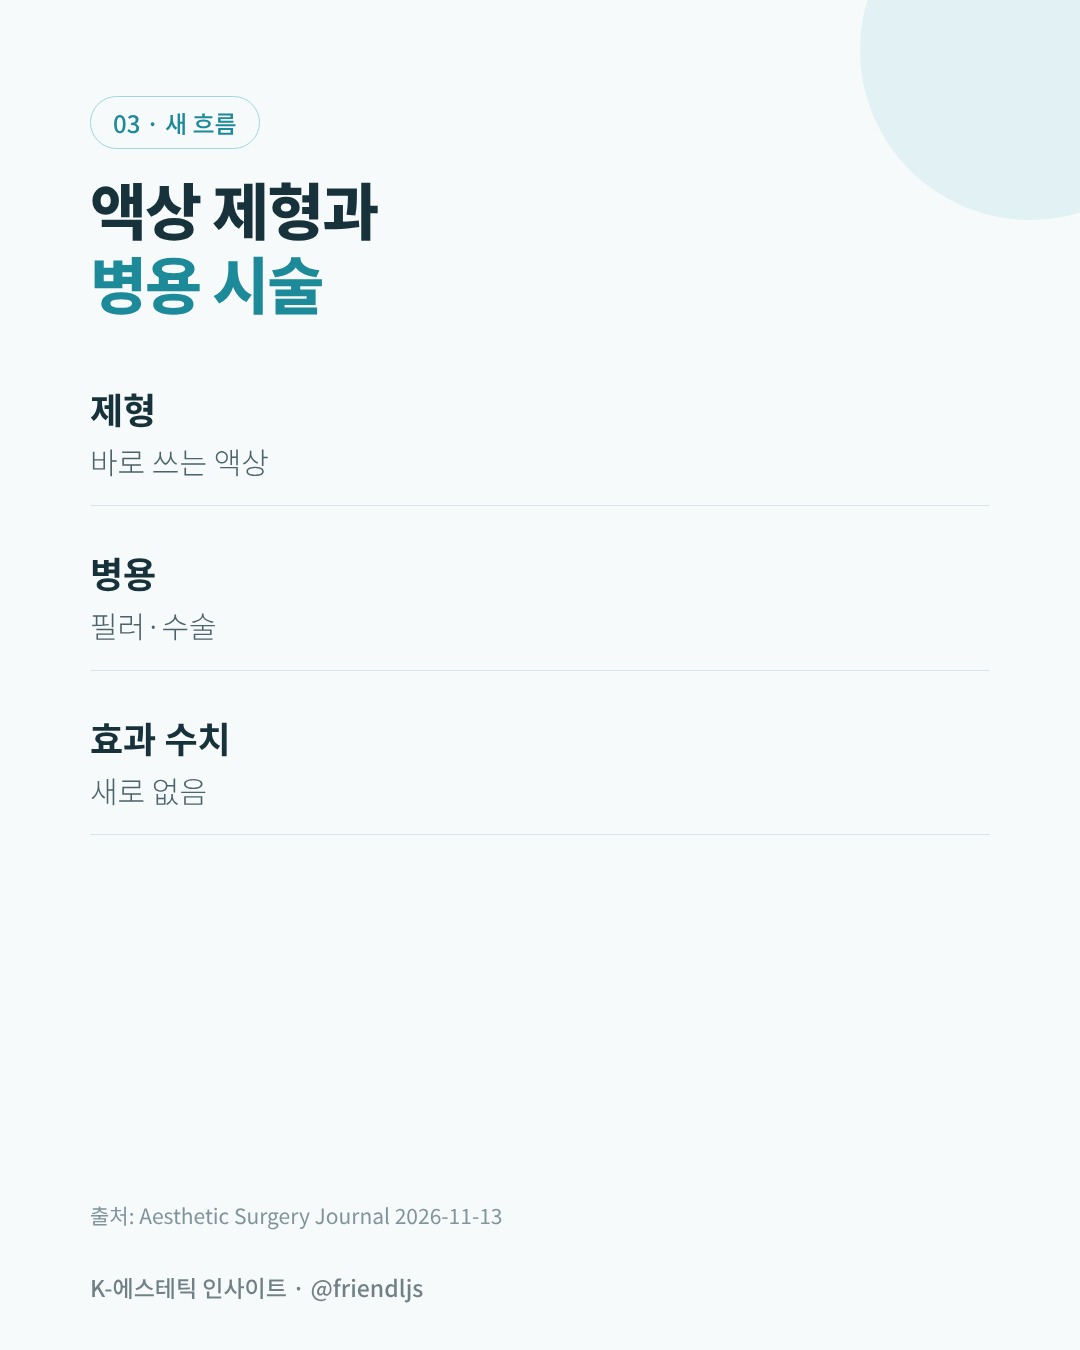 03 · 새 흐름
액상 제형과
병용 시술
제형
바로 쓰는 액상
병용
필러·수술
효과 수치
새로 없음
출처: Aesthetic Surgery Journal 2026-11-13
K-에스테틱 인사이트 · @friendljs